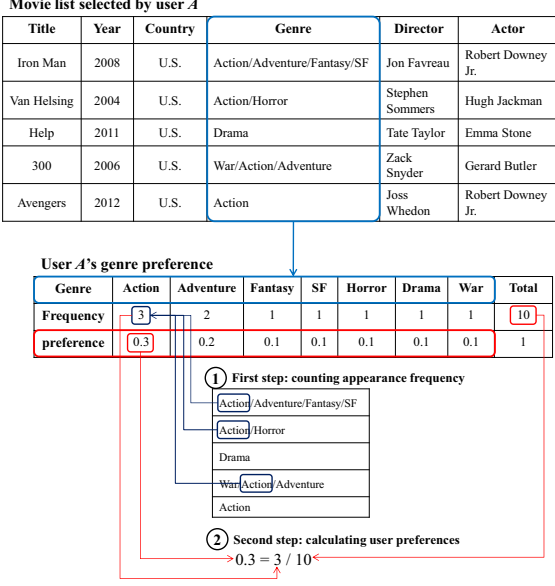 Movie list selected by user A
Title Year Country Genre Director Actor
Iron Man 2008 U.S. Action/Adventure/Fantasy/SF Jon Favreau Robert Downey Jr.
Van Helsing 2004 U.S. Action/Horror Stephen Sommers Hugh Jackman
Help 2011 U.S. Drama Tate Taylor Emma Stone
300 2006 U.S. War/Action/Adventure Zack Snyder Gerard Butler
Avengers 2012 U.S. Action Joss Whedon Robert Downey Jr.
User A's genre preference
Genre Action Adventure Fantasy SF Horror Drama War Total
Frequency 3 2 1 1 1 1 1 10
preference 0.3 0.2 0.1 0.1 0.1 0.1 0.1 1
1 First step: counting appearance frequency
Action/Adventure/Fantasy/SF
Action/Horror
Drama
War/Action/Adventure
Action
2 Second step: calculating user preferences
0.3 = 3 / 10